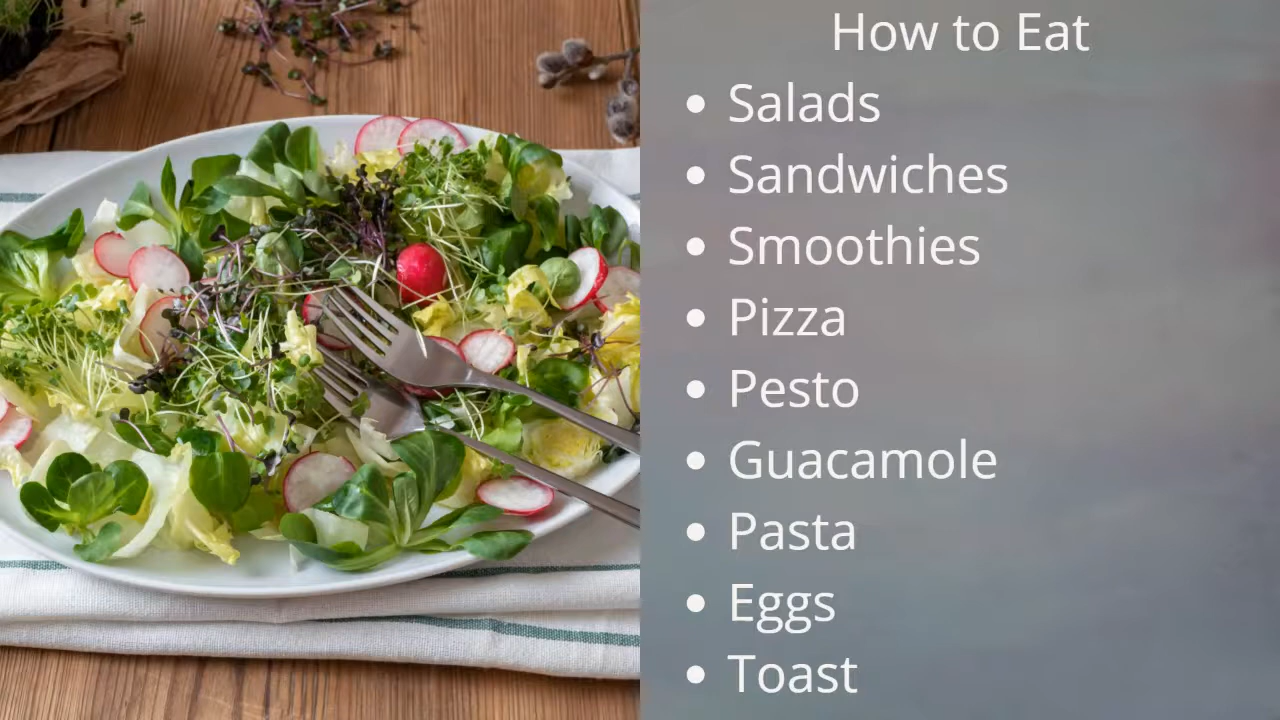 How to Eat
• Salads
• Sandwiches
• Smoothies
• Pizza
• Pesto
• Guacamole
• Pasta
• Eggs
• Toast